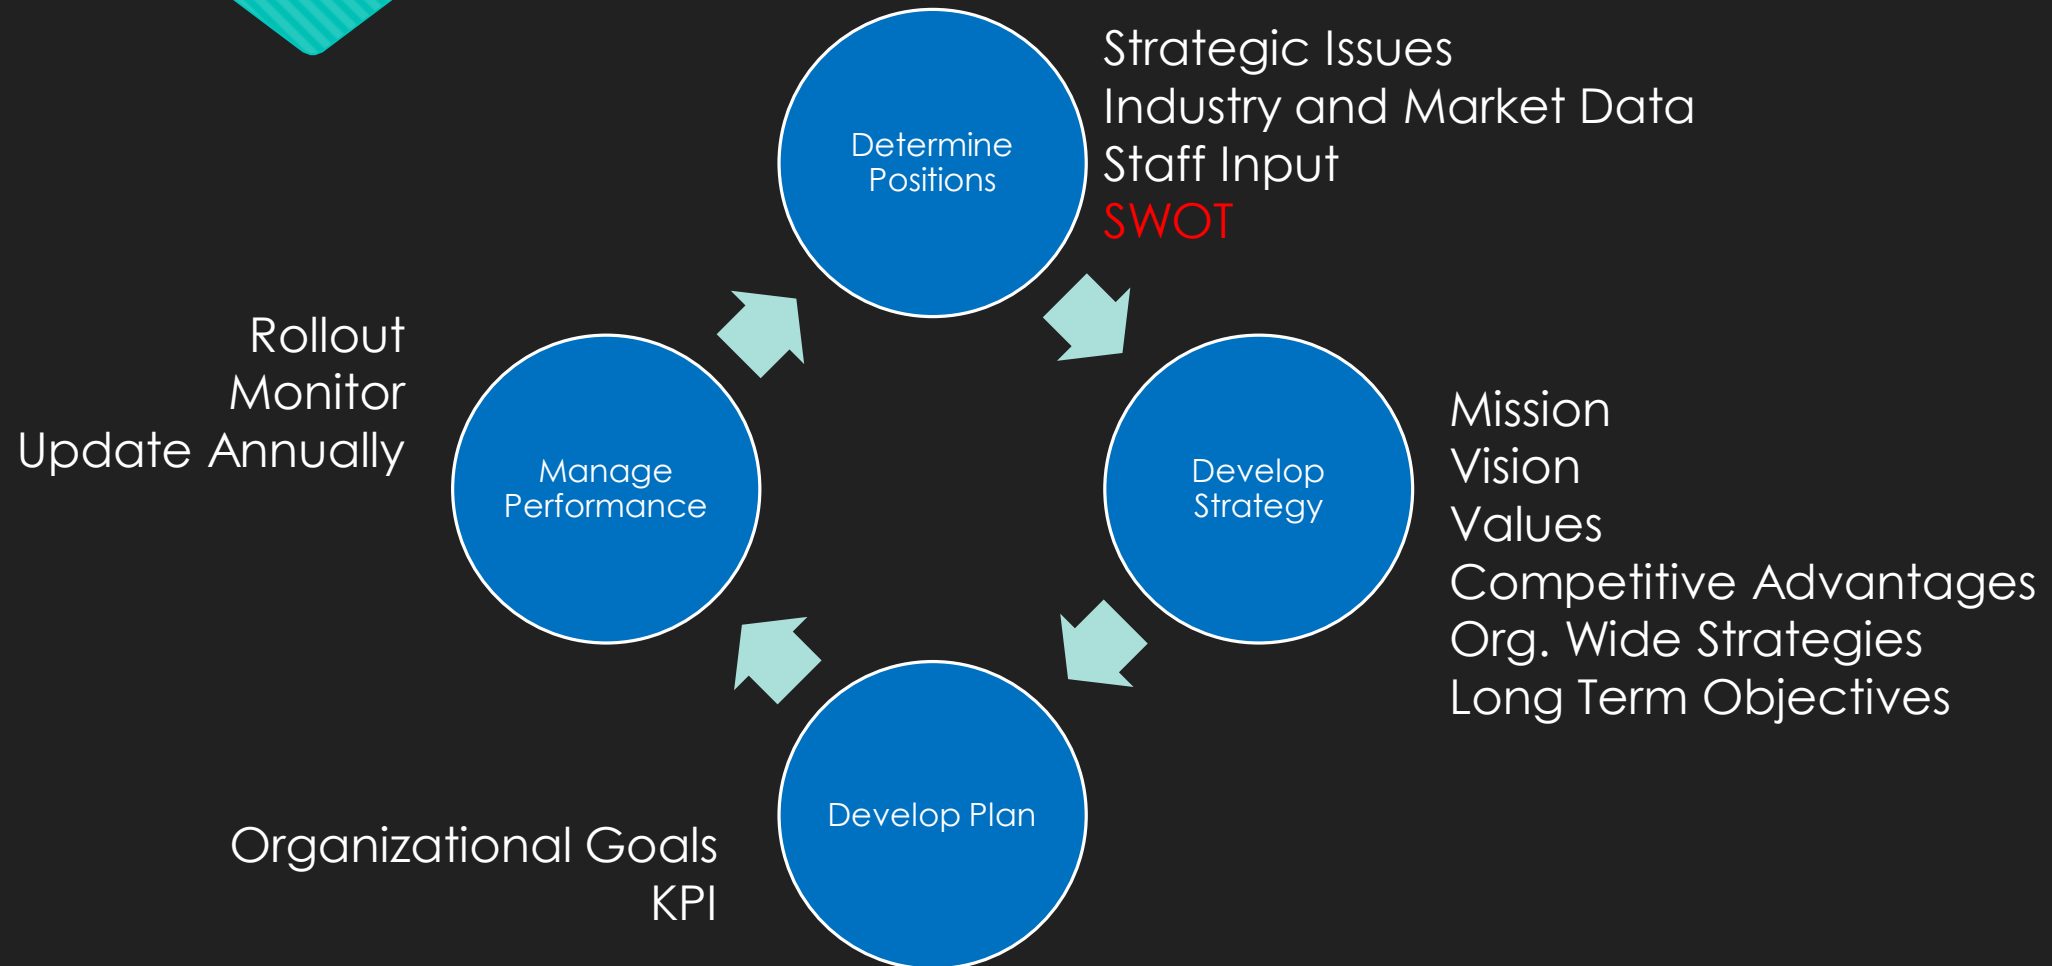 Determine
Positions
Strategic Issues
Industry and Market Data
Staff Input
SWOT
Develop
Strategy
Mission
Vision
Values
Competitive Advantages
Org. Wide Strategies
Long Term Objectives
Develop Plan
Organizational Goals
KPI
Manage
Performance
Rollout
Monitor
Update Annually